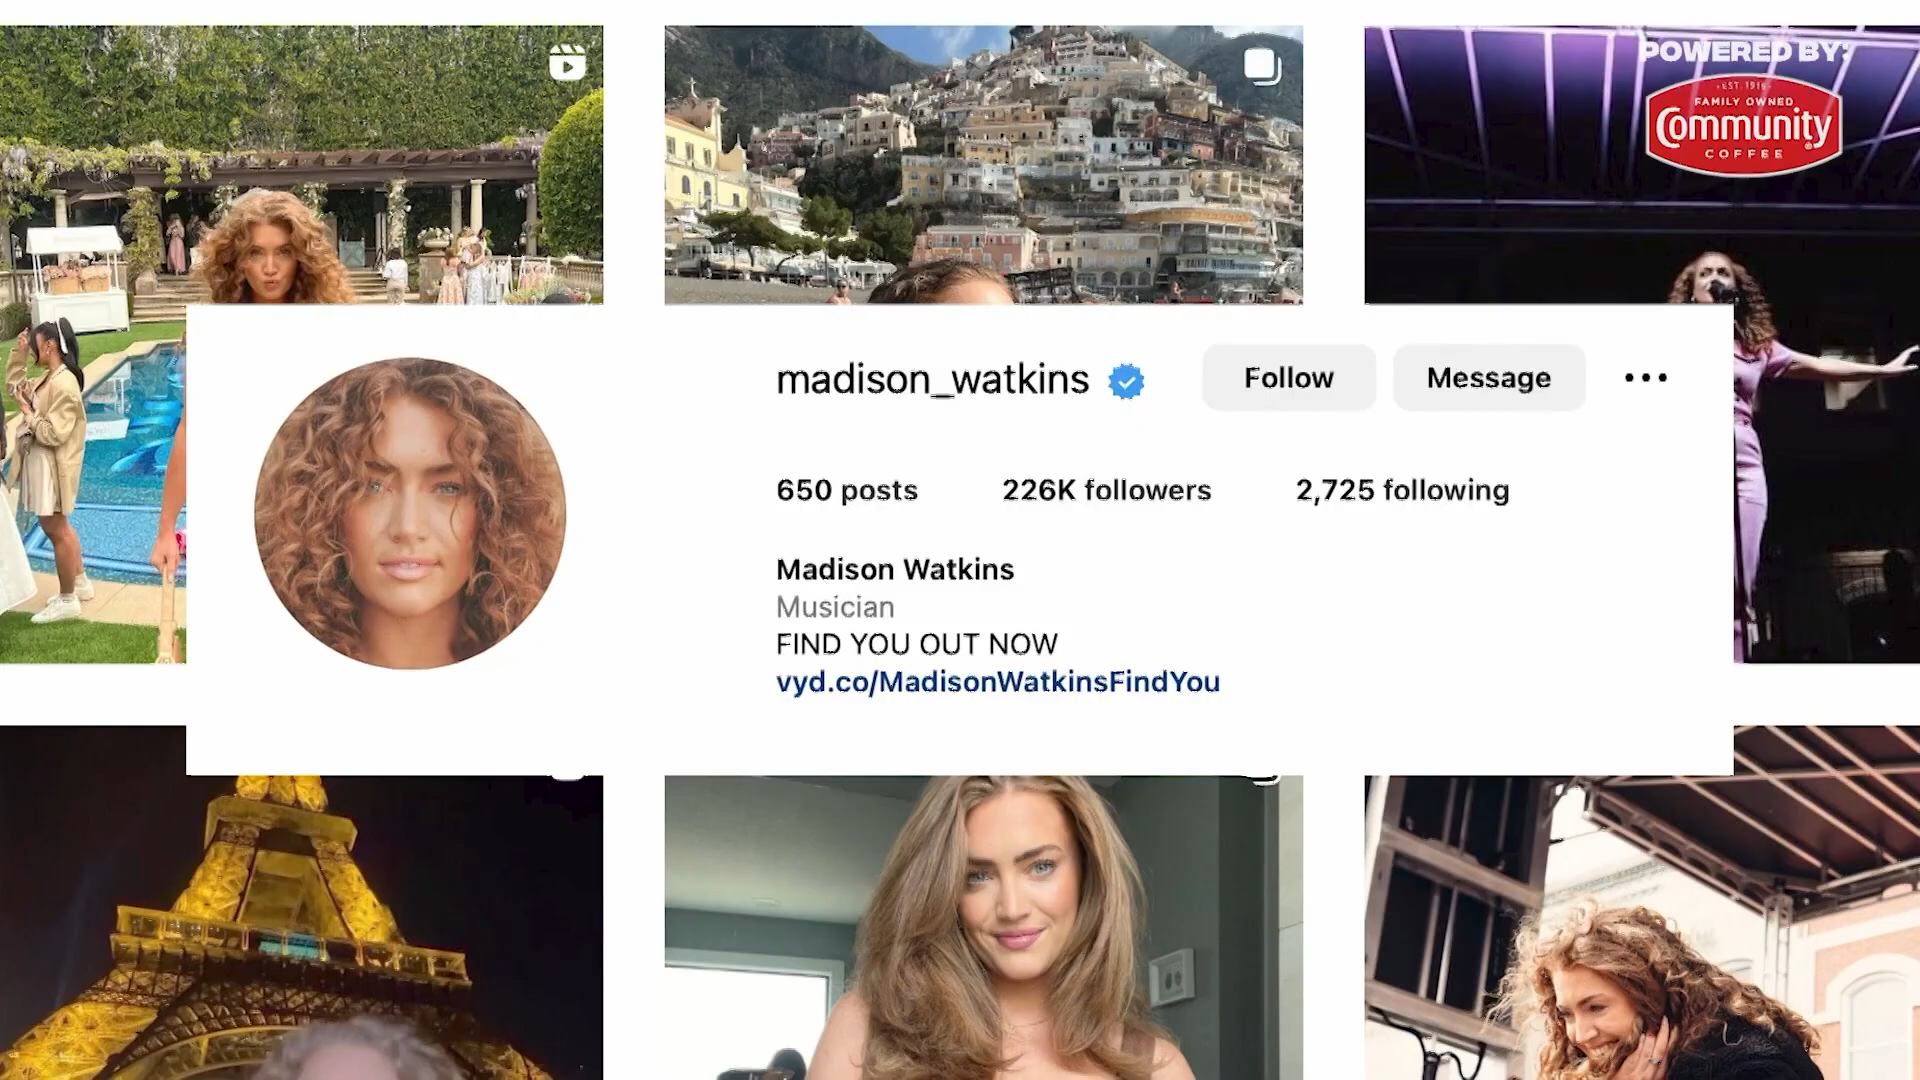 POWERED BY:
EST. 1919
FAMILY OWNED
Community
COFFEE
madison_watkins
Follow
Message
650 posts
226K followers
2,725 following
Madison Watkins
Musician
FIND YOU OUT NOW
vyd.co/MadisonWatkinsFindYou